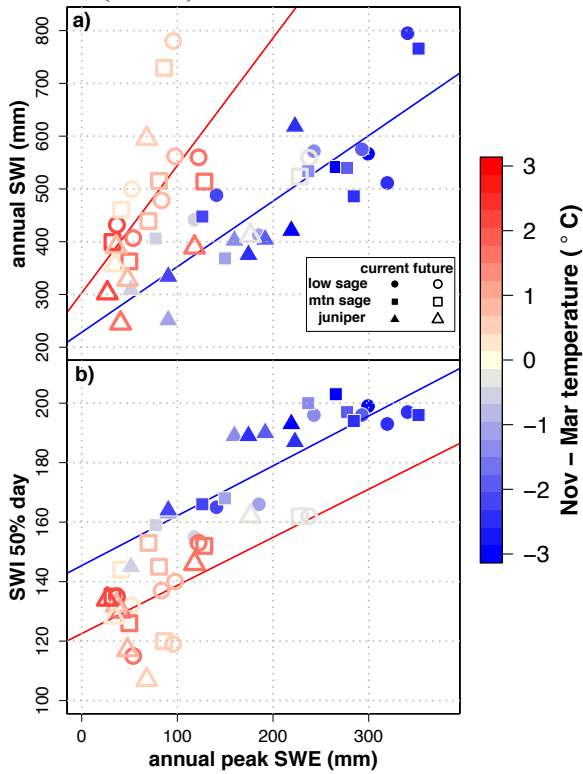 a)
annual SWI (mm)
800
700
600
500
400
300
200
current future
low sage
mtn sage
juniper
b)
SWI 50% day
200
180
160
140
120
100
0 100 200 300
annual peak SWE (mm)
3
2
1
0
−1
−2
−3
Nov − Mar temperature ( ° C)